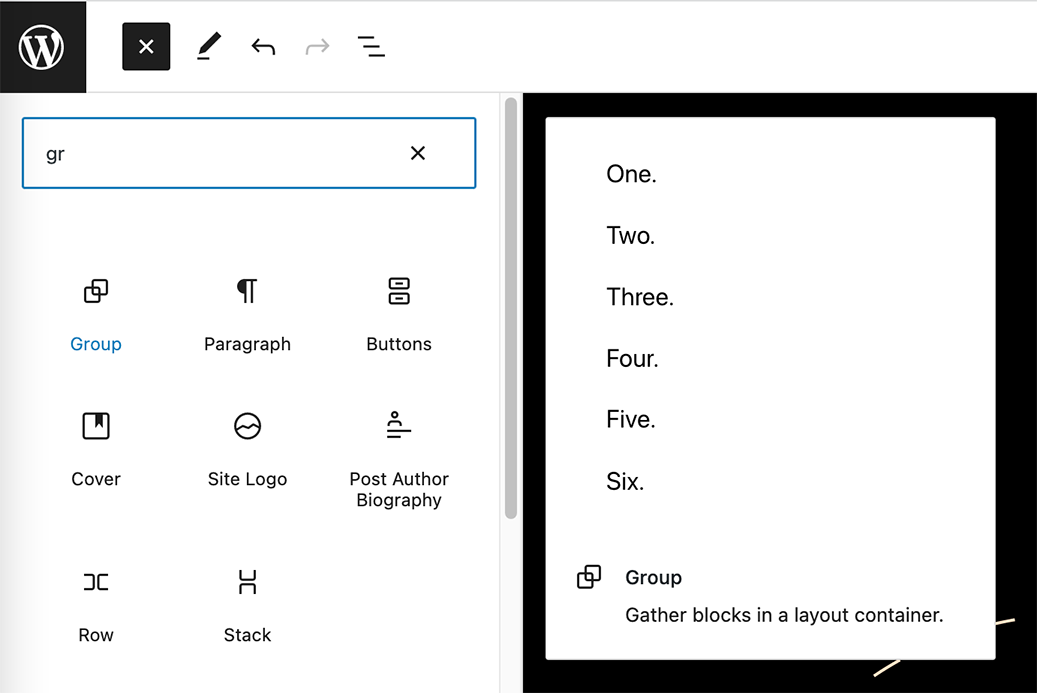 gr
Group
Paragraph
Buttons
Cover
Site Logo
Post Author
Biography
Row
Stack
One.
Two.
Three.
Four.
Five.
Six.
Group
Gather blocks in a layout container.